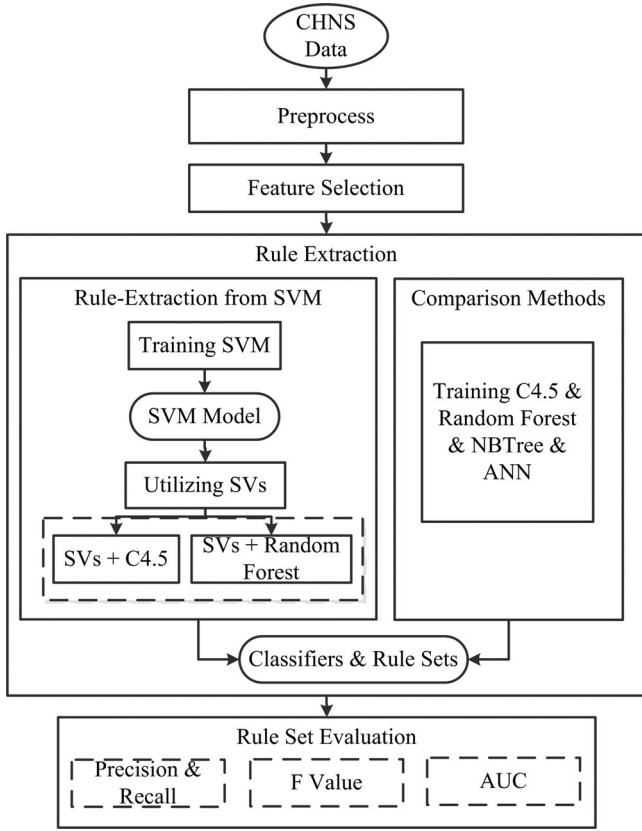 CHNS
Data
Preprocess
Feature Selection
Rule Extraction
Rule-Extraction from SVM
Training SVM
SVM Model
Utilizing SVs
SVs + C4.5
SVs + Random
Forest
Comparison Methods
Training C4.5 &
Random Forest
& NBTree &
ANN
Classifiers & Rule Sets
Rule Set Evaluation
Precision &
Recall
F Value
AUC